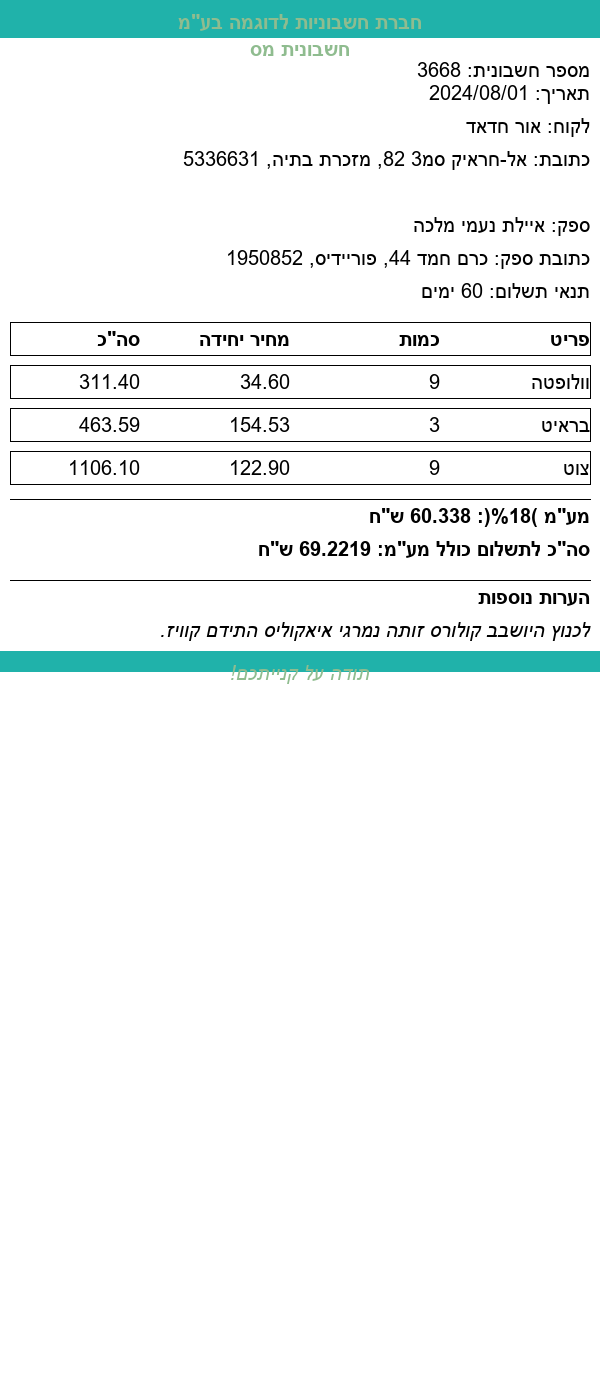 חברת חשבוניות לדוגמה בע"מ
חשבונית מס
מספר חשבונית: 3668
תאריך: 2024/08/01
לקוח: אור חדאד
כתובת: אל-חראיק סמ3 82, מזכרת בתיה, 5336631
ספק: איילת נעמי מלכה
כתובת ספק: כרם חמד 44, פוריידיס, 1950852
תנאי תשלום: 60 ימים
פריט כמות מחיר יחידה סה"כ
וולופטה 9 34.60 311.40
בראיט 3 154.53 463.59
צוט 9 122.90 1106.10
מע"מ )18%(: 60.338 ש"ח
סה"כ לתשלום כולל מע"מ: 69.2219 ש"ח
הערות נוספות
לכנוץ היושבב קולורס זותה נמרגי איאקוליס התידם קוויז.
תודה על קנייתכם!